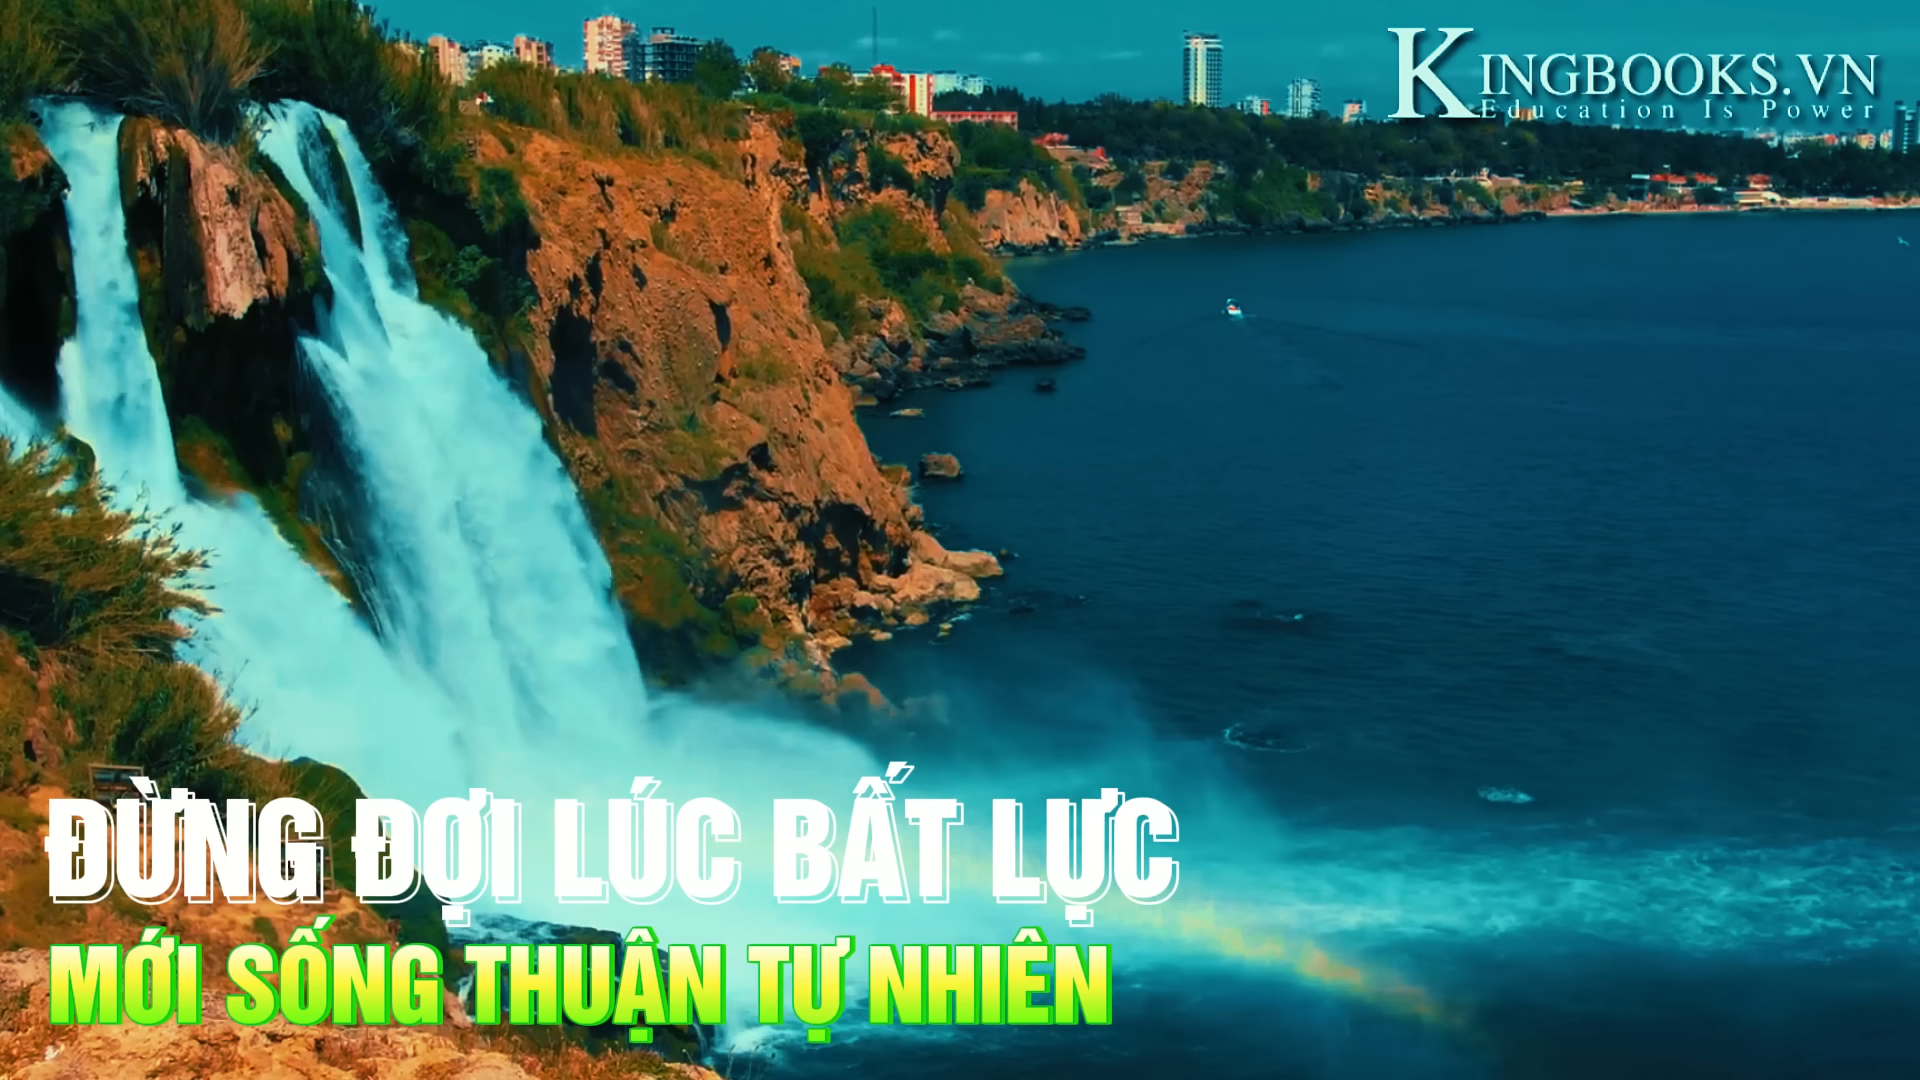 KINGBOOKS.VN
Education Is Power
ĐỪNG ĐỢI LÚC BẤT LỰC
MỚI SỐNG THUẬN TỰ NHIÊN